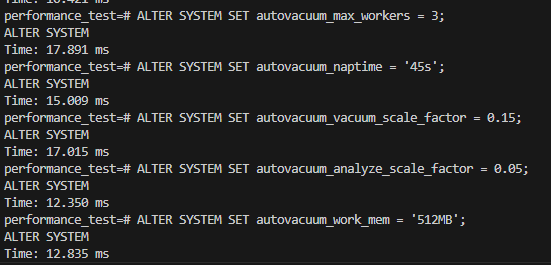 Time: 16.421 ms
performance_test=# ALTER SYSTEM SET autovacuum_max_workers = 3;
ALTER SYSTEM
Time: 17.891 ms
performance_test=# ALTER SYSTEM SET autovacuum_naptime = '45s';
ALTER SYSTEM
Time: 15.009 ms
performance_test=# ALTER SYSTEM SET autovacuum_vacuum_scale_factor = 0.15;
ALTER SYSTEM
Time: 17.015 ms
performance_test=# ALTER SYSTEM SET autovacuum_analyze_scale_factor = 0.05;
ALTER SYSTEM
Time: 12.350 ms
performance_test=# ALTER SYSTEM SET autovacuum_work_mem = '512MB';
ALTER SYSTEM
Time: 12.835 ms